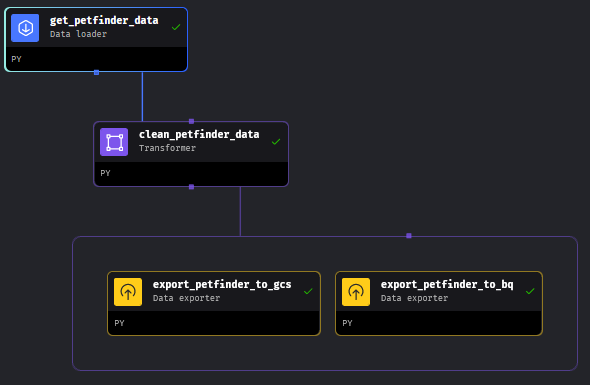 get_petfinder_data
Data loader
PY
clean_petfinder_data
Transformer
PY
export_petfinder_to_gcs
Data exporter
PY
export_petfinder_to_bq
Data exporter
PY